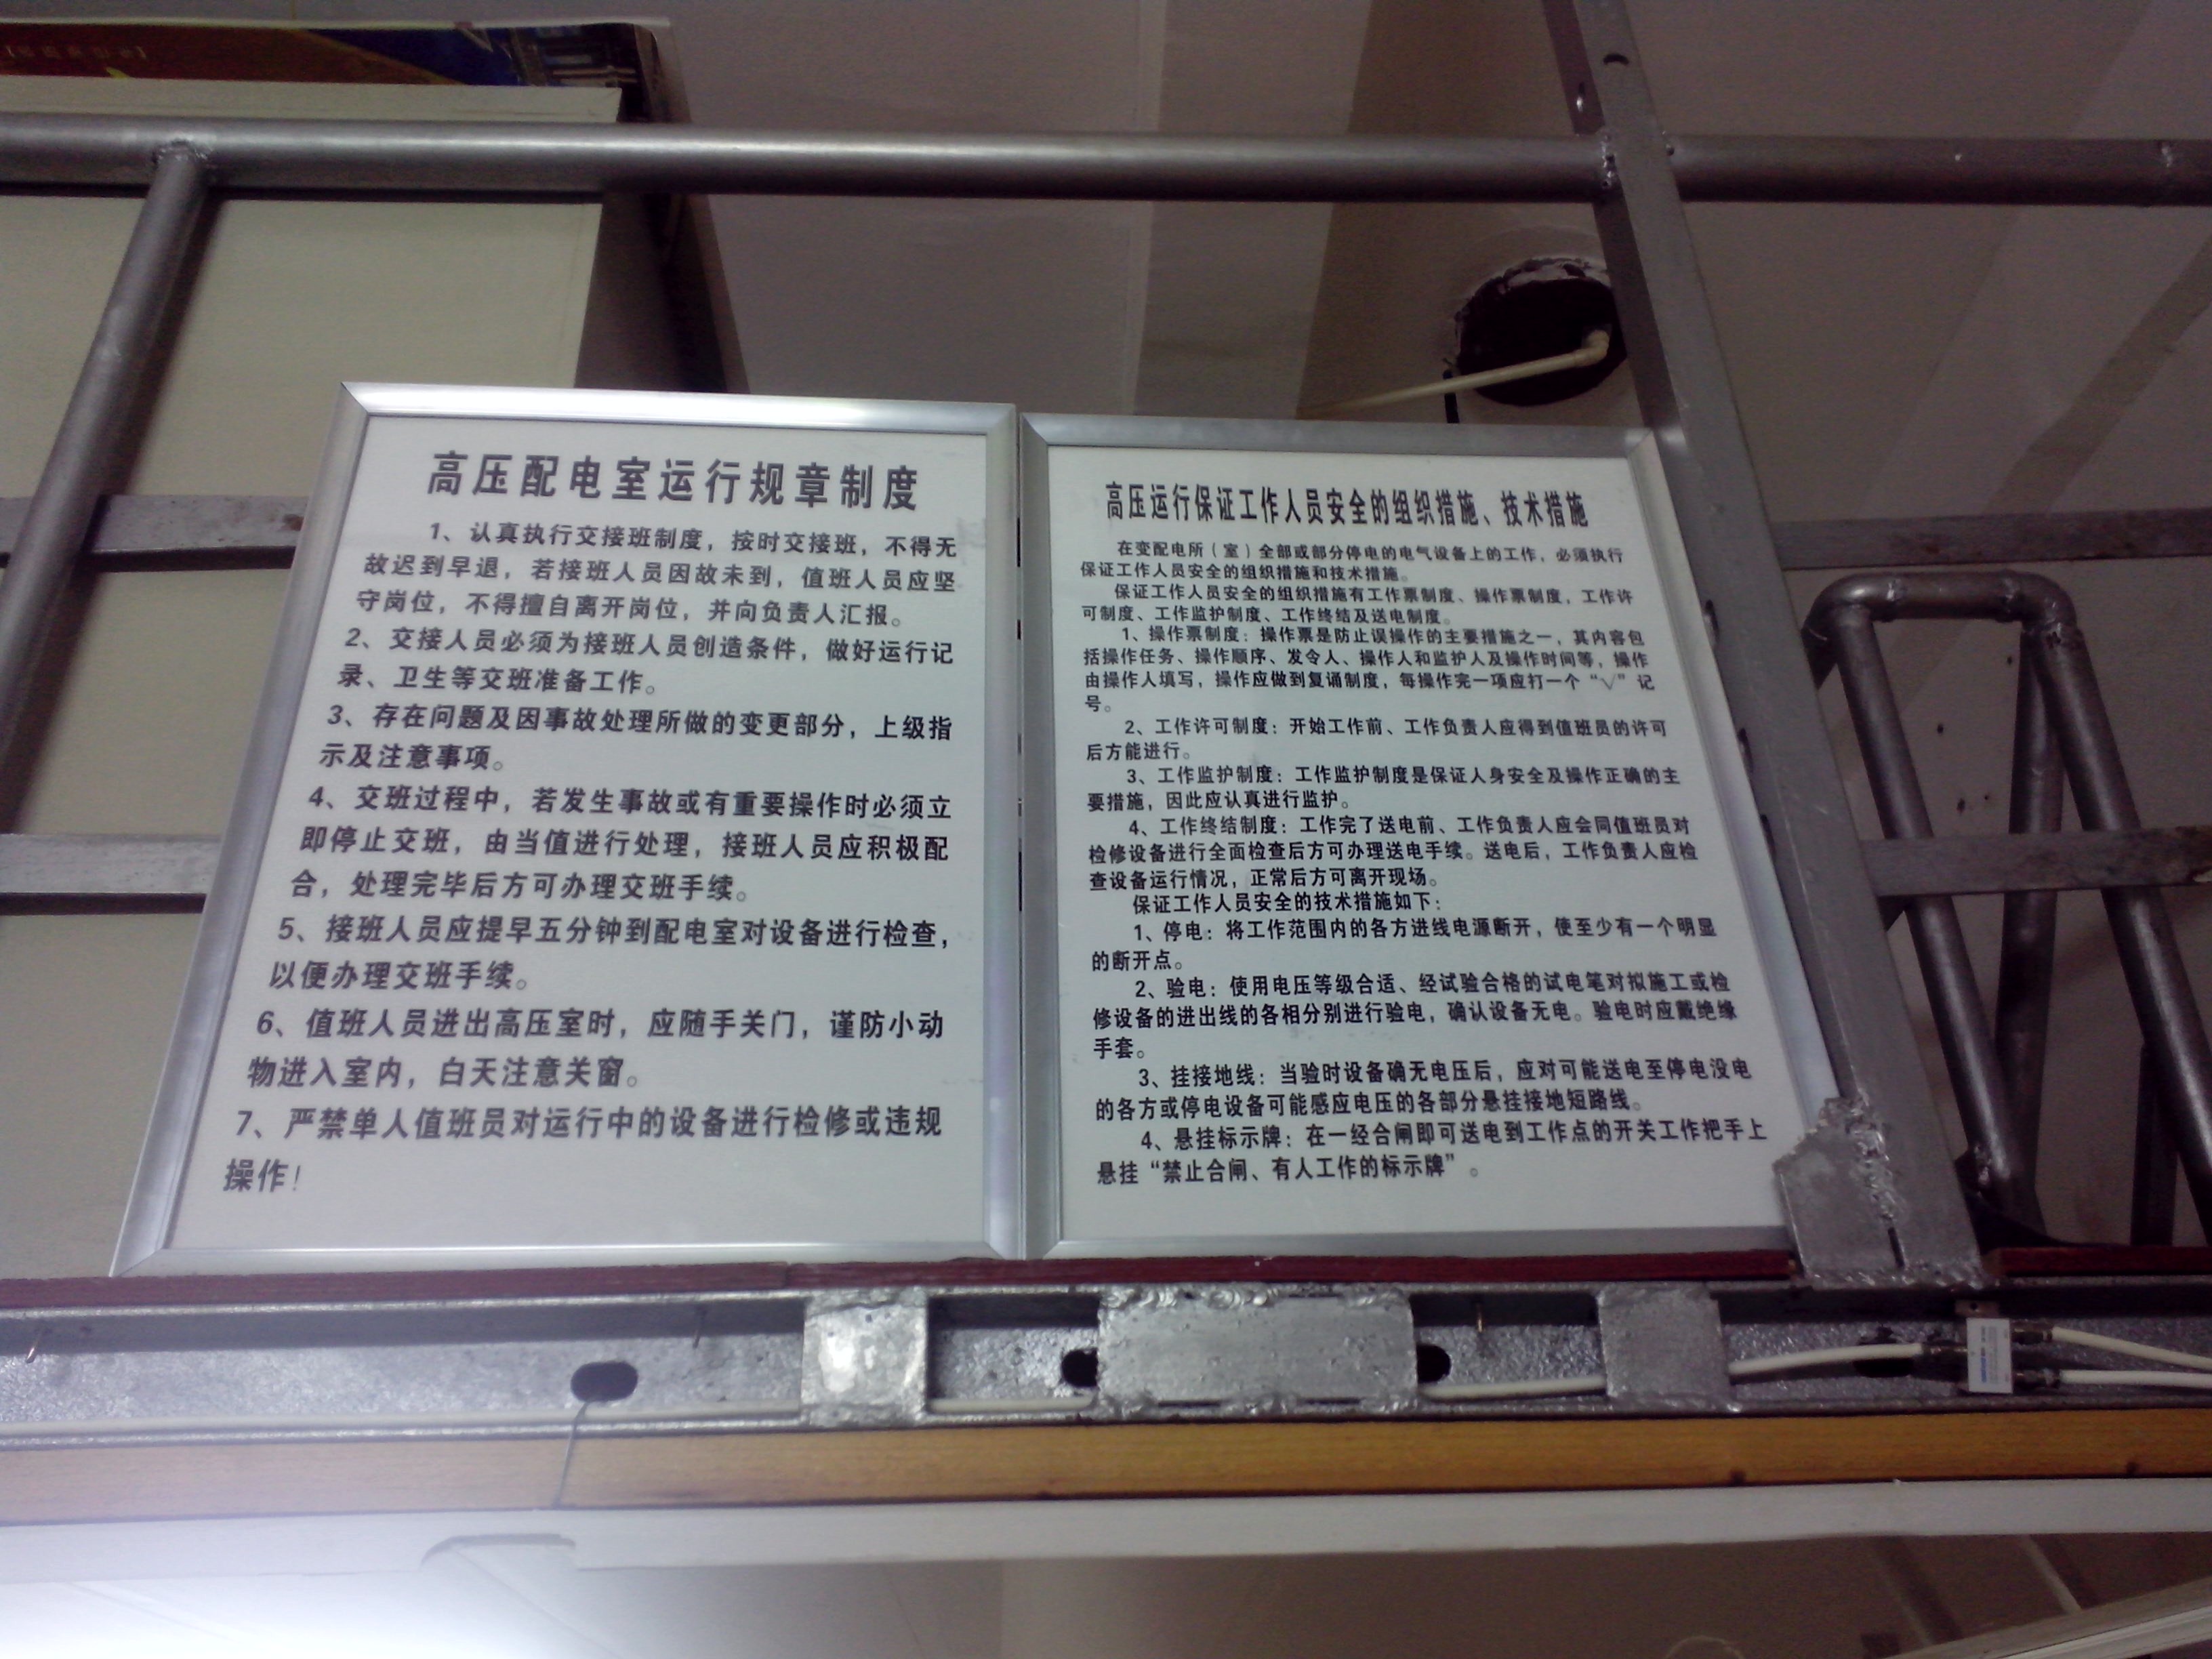 高压配电室运行规章制度
1、认真执行交接班制度，按时交接班，不得无
故迟到早退，若接班人员因故未到，值班人员应坚
守岗位，不得擅自离开岗位，并向负责人汇报。
2、交接人员必须为接班人员创造条件，做好运行记
录、卫生等交班准备工作。
3、存在问题及因事故处理所做的变更部分，上级指
示及注意事项。
4、交班过程中，若发生事故或有重要操作时必须立
即停止交班，由当值进行处理，接班人员应积极配
合，处理完毕后方可办理交班手续。
5、接班人员应提早五分钟到配电室对设备进行检查，
以便办理交班手续。
6、值班人员进出高压室时，应随手关门，谨防小动
物进入室内，白天注意关窗。
7、严禁单人值班员对运行中的设备进行检修或违规
操作！
高压运行保证工作人员安全的组织措施、技术措施
在变配电所（室）全部或部分停电的电气设备上的工作，必须执行
保证工作人员安全的组织措施和技术措施。
保证工作人员安全的组织措施有工作票制度、操作票制度，工作许
可制度、工作监护制度、工作终结及送电制度。
1、操作票制度：操作票是防止误操作的主要措施之一，其内容包
括操作任务、操作顺序、发令人、操作人和监护人及操作时间等，操作
由操作人填写，操作应做到复诵制度，每操作完一项应打一个“√”记
号。
2、工作许可制度：开始工作前、工作负责人应得到值班员的许可
后方能进行。
3、工作监护制度：工作监护制度是保证人身安全及操作正确的主
要措施，因此应认真进行监护。
4、工作终结制度：工作完了送电前、工作负责人应会同值班员对
检修设备进行全面检查后方可办理送电手续。送电后，工作负责人应检
查设备运行情况，正常后方可离开现场。
保证工作人员安全的技术措施如下：
1、停电：将工作范围内的各方进线电源断开，使至少有一个明显
的断开点。
2、验电：使用电压等级合适、经试验合格的试电笔对拟施工或检
修设备的进出线的各相分别进行验电，确认设备无电。验电时应戴绝缘
手套。
3、挂接地线：当验时设备确无电压后，应对可能送电至停电没电
的各方或停电设备可能感应电压的各部分悬挂接地短路线。
4、悬挂标示牌：在一经合闸即可送电到工作点的开关工作把手上
悬挂“禁止合闸、有人工作的标示牌”。